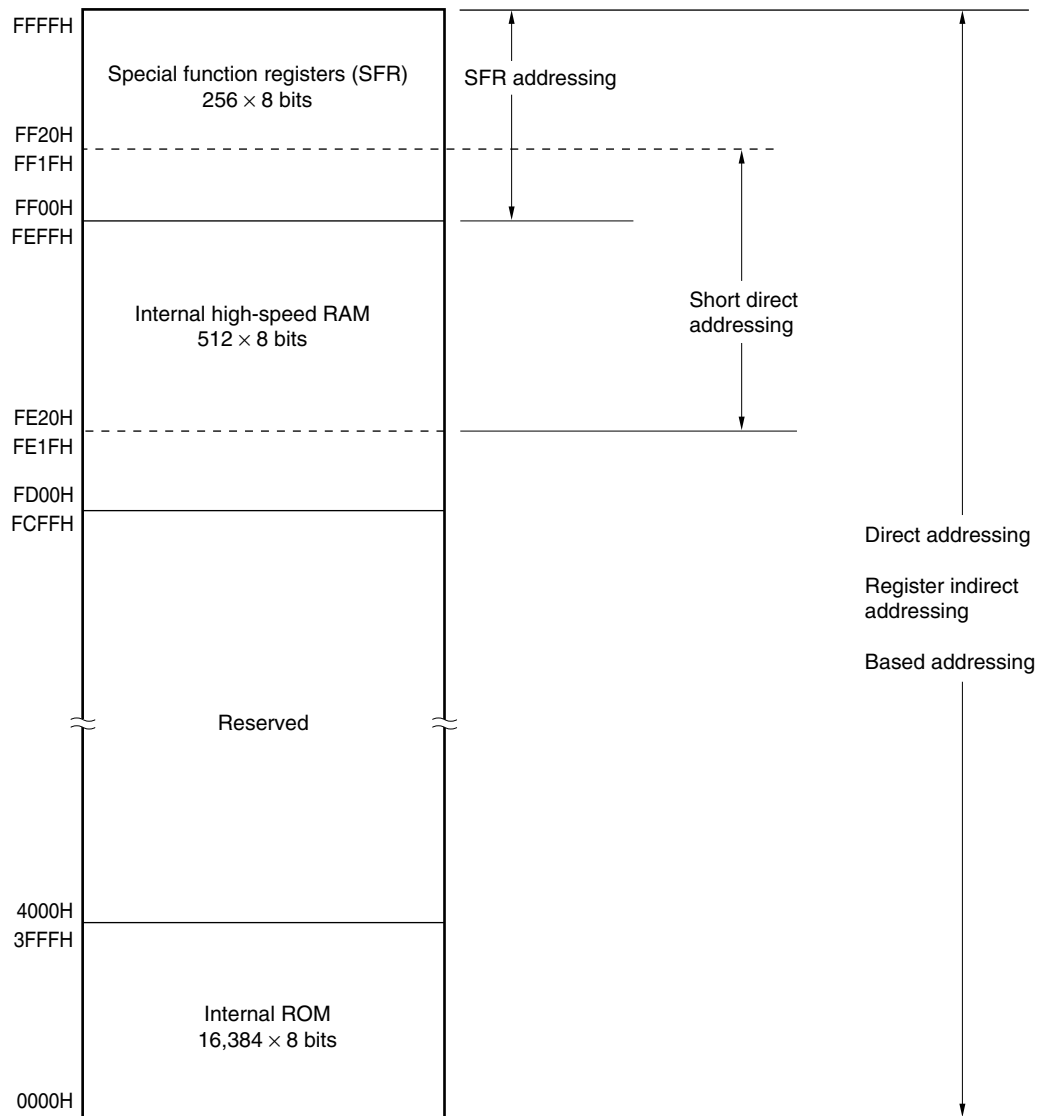 FFFFH
Special function registers (SFR)
256 × 8 bits
SFR addressing
FF20H
FF1FH
FF00H
FEFFH
Internal high-speed RAM
512 × 8 bits
Short direct
addressing
FE20H
FE1FH
FD00H
FCFFH
Direct addressing
Register indirect
addressing
Based addressing
Reserved
4000H
3FFFH
Internal ROM
16,384 × 8 bits
0000H